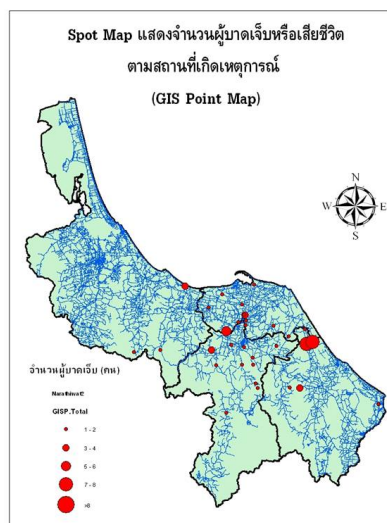 Spot Map แสดงจำนวนผู้บาดเจ็บหรือเสียชีวิต
ตามสถานที่เกิดเหตุการณ์
(GIS Point Map)
N
W E
S
จำนวนผู้บาดเจ็บ (คน)
GISP.Total
1 - 2
3 - 4
5 - 6
7 - 8
>8